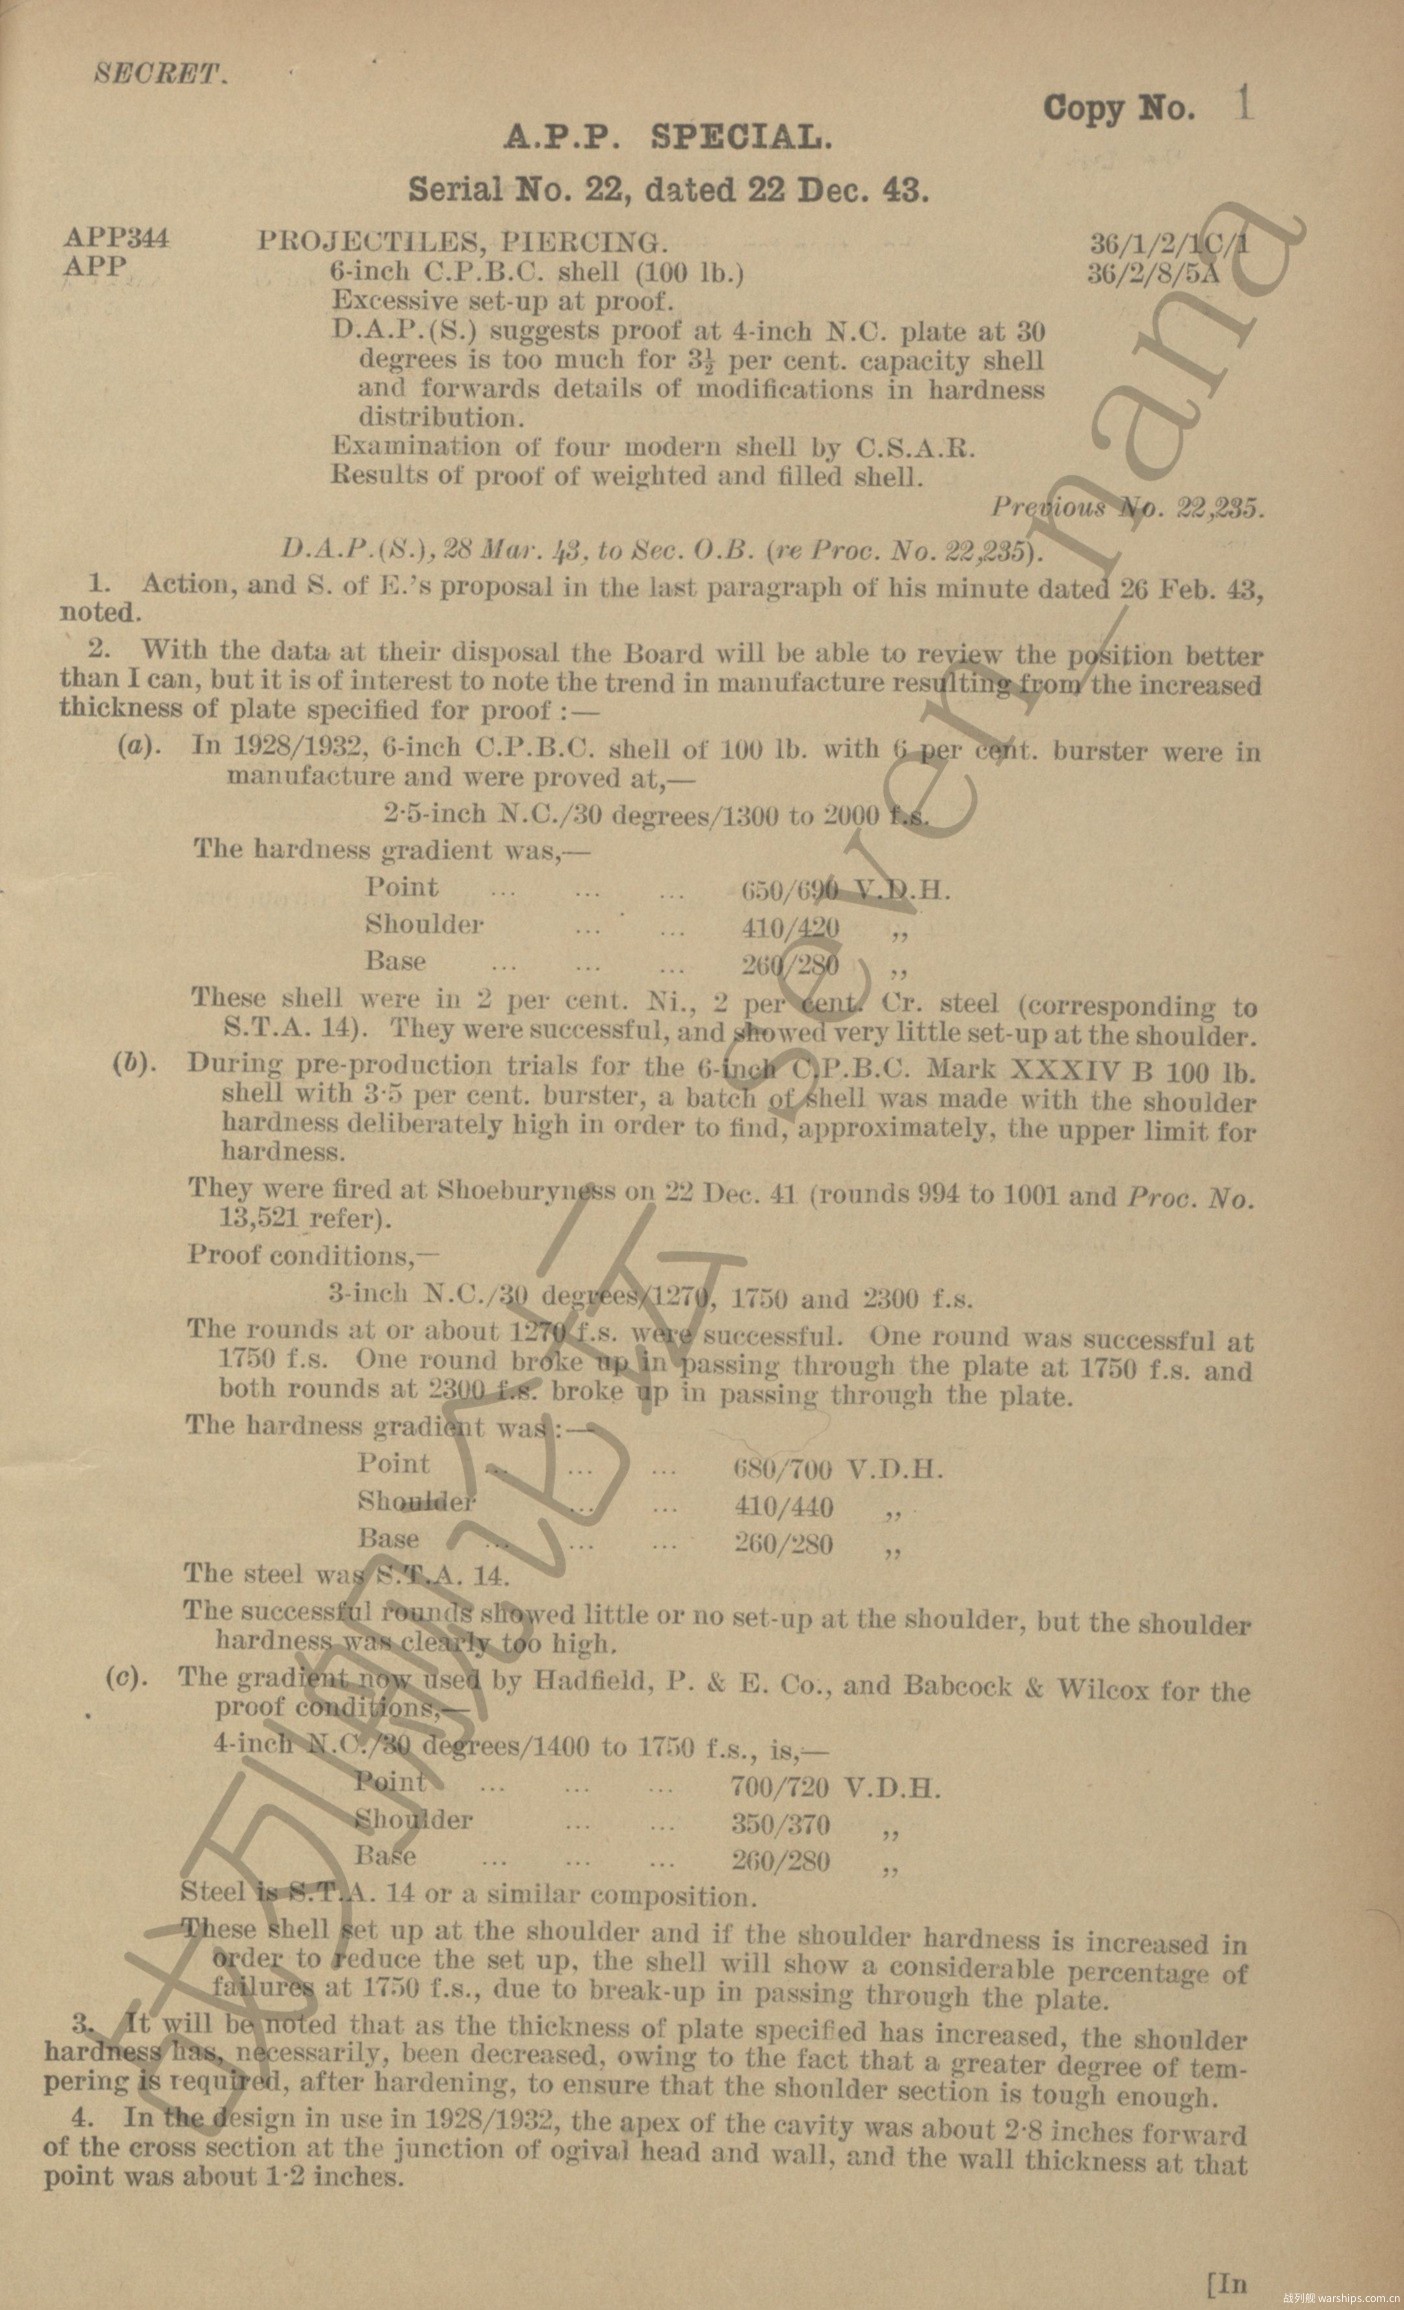 SECRET.
Copy No. 1
A.P.P. SPECIAL.
Serial No. 22, dated 22 Dec. 43.
APP344 PROJECTILES, PIERCING. 36/1/2/1C/1
APP 6-inch C.P.B.C. shell (100 lb.) 36/2/8/5A
Excessive set-up at proof.
D.A.P.(S.) suggests proof at 4-inch N.C. plate at 30
degrees is too much for 3½ per cent. capacity shell
and forwards details of modifications in hardness
distribution.
Examination of four modern shell by C.S.A.R.
Results of proof of weighted and filled shell.
Previous No. 22,235.
D.A.P.(S.), 28 Mar. 43, to Sec. O.B. (re Proc. No. 22,235).
1. Action, and S. of E.'s proposal in the last paragraph of his minute dated 26 Feb. 43,
noted.
2. With the data at their disposal the Board will be able to review the position better
than I can, but it is of interest to note the trend in manufacture resulting from the increased
thickness of plate specified for proof :—
(a). In 1928/1932, 6-inch C.P.B.C. shell of 100 lb. with 6 per cent. burster were in
manufacture and were proved at,—
2·5-inch N.C./30 degrees/1300 to 2000 f.s.
The hardness gradient was,—
Point ... ... ... 650/690 V.D.H.
Shoulder ... ... 410/420 ,,
Base ... ... ... 260/280 ,,
These shell were in 2 per cent. Ni., 2 per cent. Cr. steel (corresponding to
S.T.A. 14). They were successful, and showed very little set-up at the shoulder.
(b). During pre-production trials for the 6-inch C.P.B.C. Mark XXXIV B 100 lb.
shell with 3·5 per cent. burster, a batch of shell was made with the shoulder
hardness deliberately high in order to find, approximately, the upper limit for
hardness.
They were fired at Shoeburyness on 22 Dec. 41 (rounds 994 to 1001 and Proc. No.
13,521 refer).
Proof conditions,—
3-inch N.C./30 degrees/1270, 1750 and 2300 f.s.
The rounds at or about 1270 f.s. were successful. One round was successful at
1750 f.s. One round broke up in passing through the plate at 1750 f.s. and
both rounds at 2300 f.s. broke up in passing through the plate.
The hardness gradient was :—
Point ... ... ... 680/700 V.D.H.
Shoulder ... ... 410/440 ,,
Base ... ... ... 260/280 ,,
The steel was S.T.A. 14.
The successful rounds showed little or no set-up at the shoulder, but the shoulder
hardness was clearly too high.
(c). The gradient now used by Hadfield, P. & E. Co., and Babcock & Wilcox for the
proof conditions,—
4-inch N.C./30 degrees/1400 to 1750 f.s., is,—
Point ... ... ... 700/720 V.D.H.
Shoulder ... ... 350/370 ,,
Base ... ... ... 260/280 ,,
Steel is S.T.A. 14 or a similar composition.
These shell set up at the shoulder and if the shoulder hardness is increased in
order to reduce the set up, the shell will show a considerable percentage of
failures at 1750 f.s., due to break-up in passing through the plate.
3. It will be noted that as the thickness of plate specified has increased, the shoulder
hardness has, necessarily, been decreased, owing to the fact that a greater degree of tem-
pering is required, after hardening, to ensure that the shoulder section is tough enough.
4. In the design in use in 1928/1932, the apex of the cavity was about 2·8 inches forward
of the cross section at the junction of ogival head and wall, and the wall thickness at that
point was about 1·2 inches.
[In
战列舰 warships.com.cn